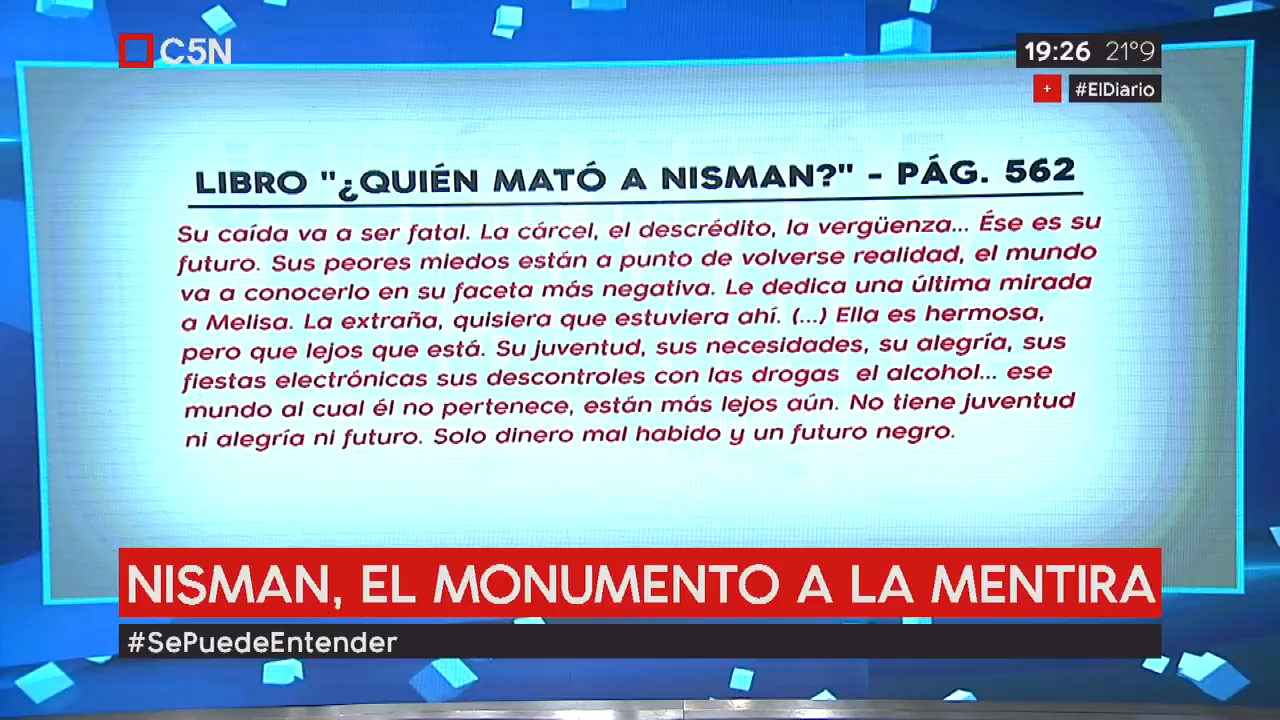 C5N
19:26 21°9
+ #ElDiario
LIBRO "¿QUIÉN MATÓ A NISMAN?" - PÁG. 562
Su caída va a ser fatal. La cárcel, el descrédito, la vergüenza... Ése es su
futuro. Sus peores miedos están a punto de volverse realidad, el mundo
va a conocerlo en su faceta más negativa. Le dedica una última mirada
a Melisa. La extraña, quisiera que estuviera ahí. (...) Ella es hermosa,
pero que lejos que está. Su juventud, sus necesidades, su alegría, sus
fiestas electrónicas sus descontroles con las drogas el alcohol... ese
mundo al cual él no pertenece, están más lejos aún. No tiene juventud
ni alegría ni futuro. Solo dinero mal habido y un futuro negro.
NISMAN, EL MONUMENTO A LA MENTIRA
#SePuedeEntender